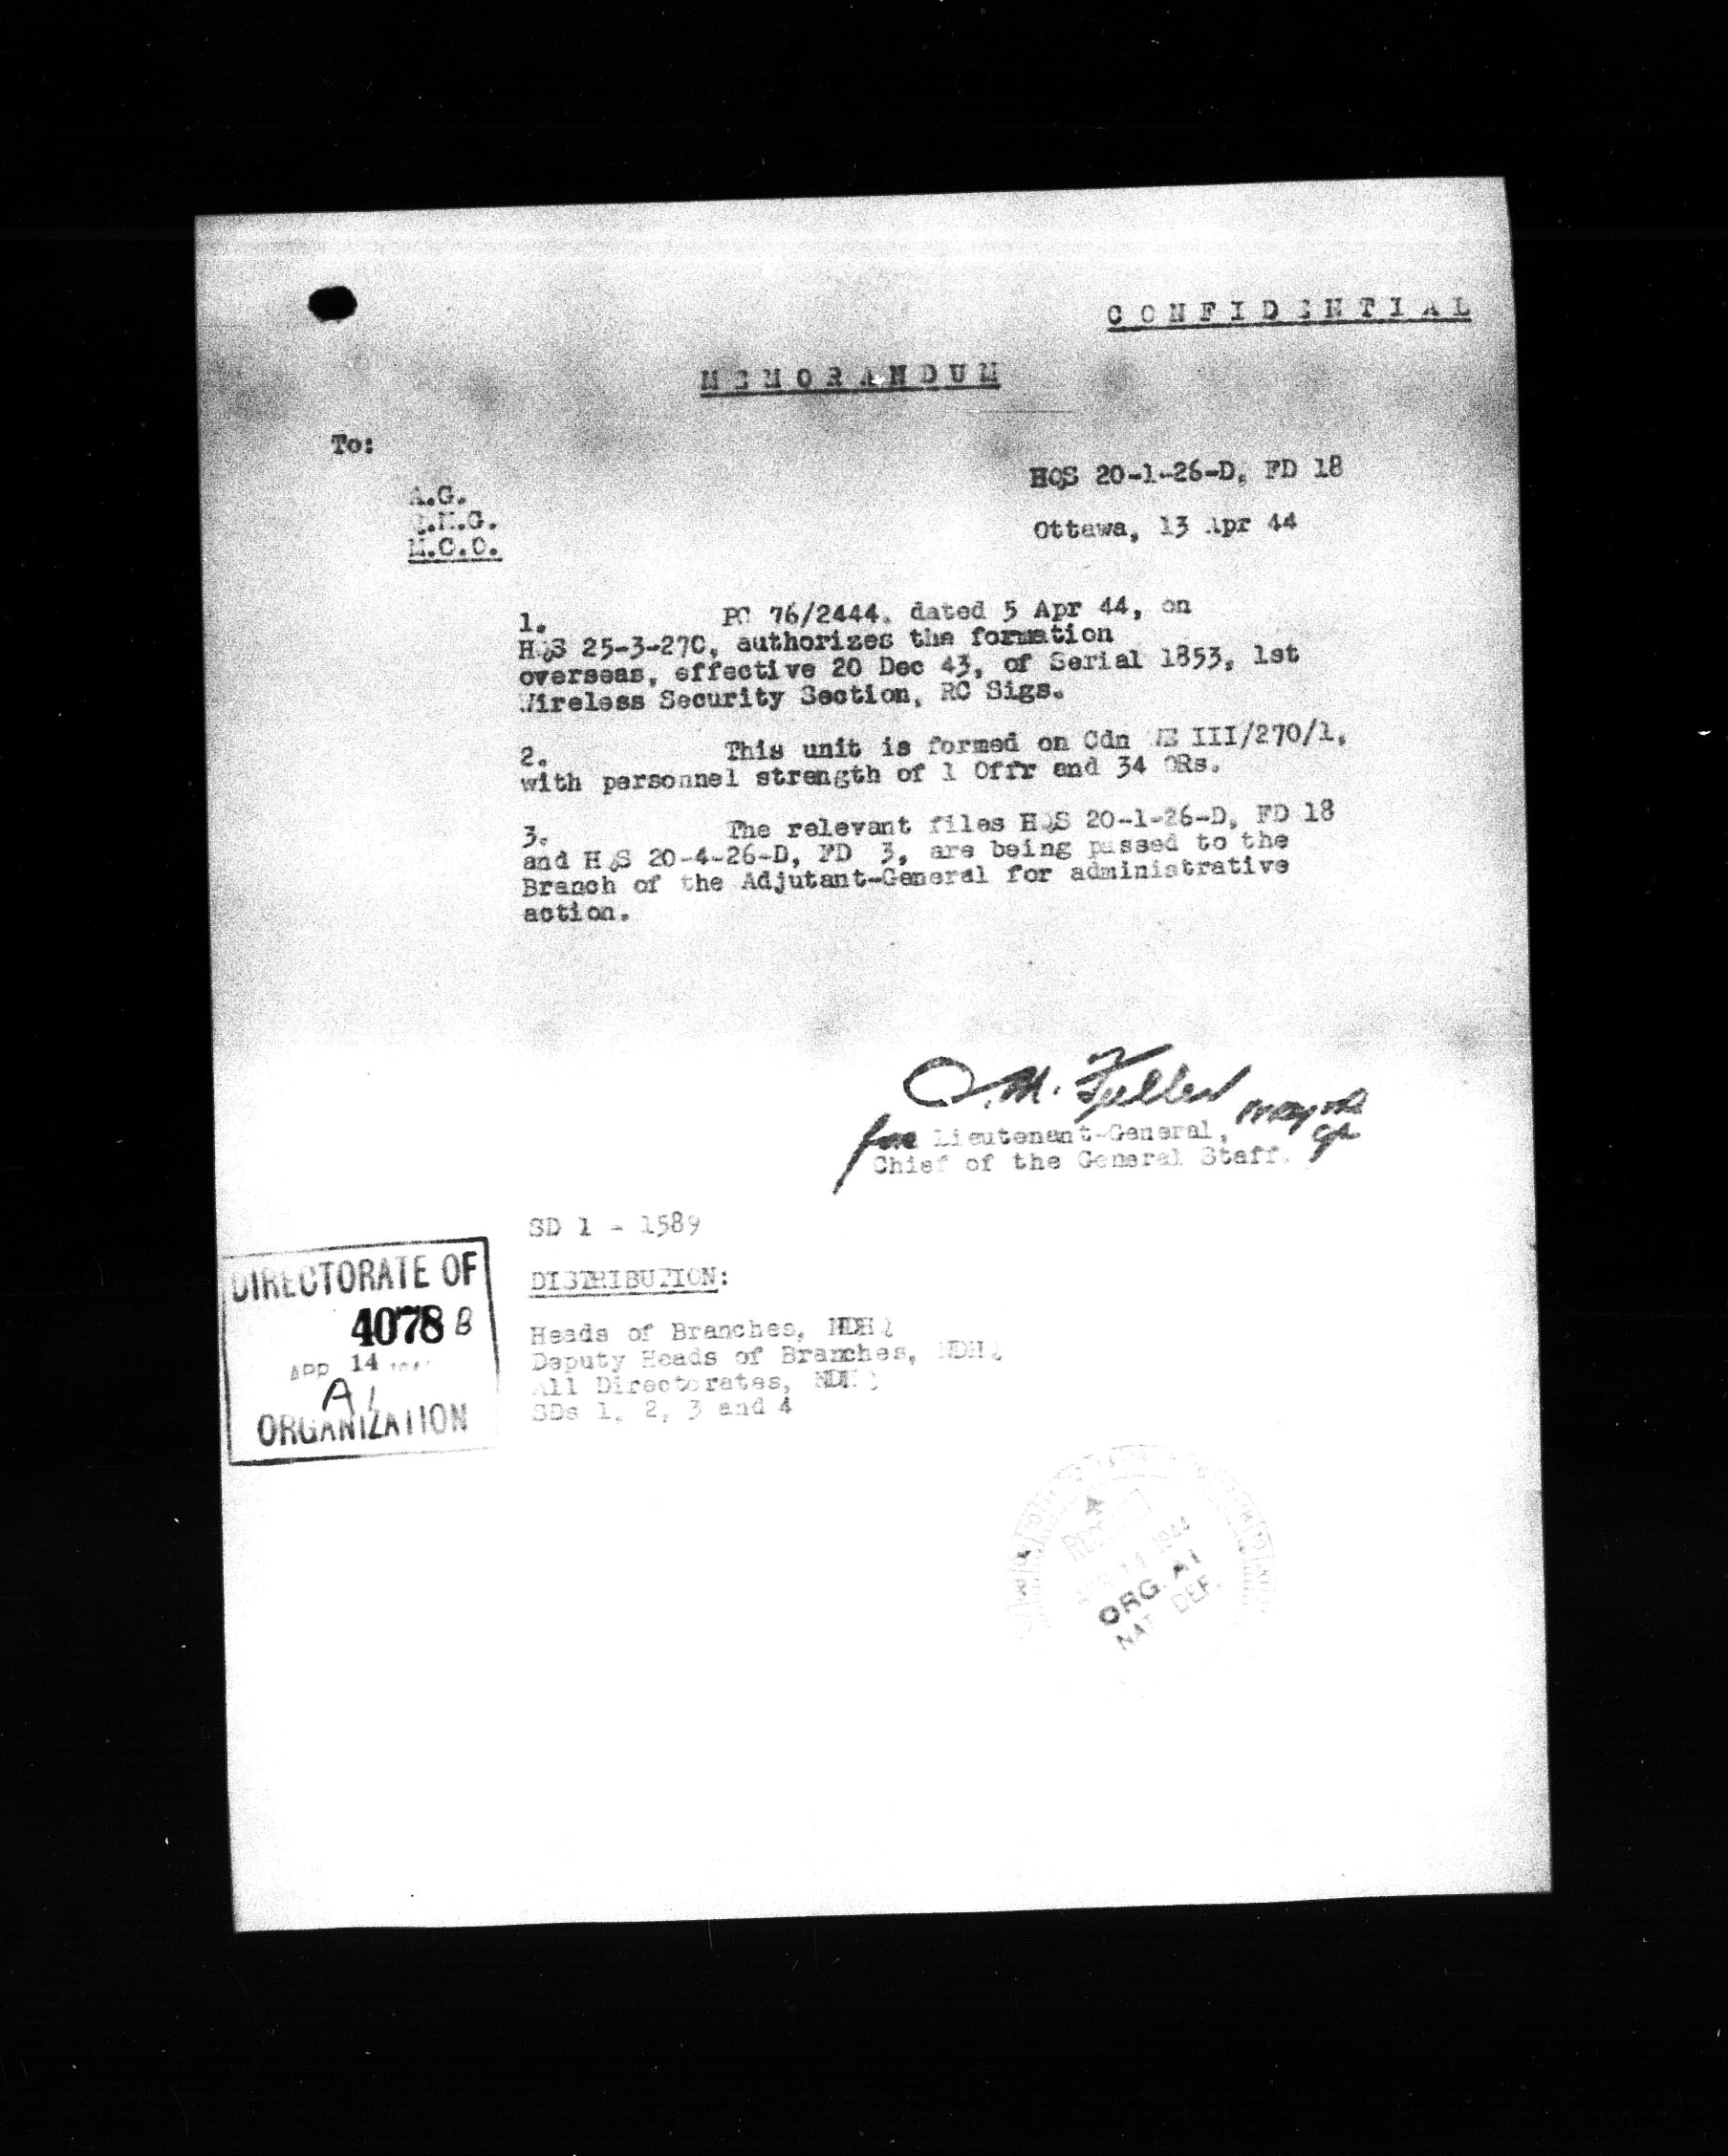 CONFIDENTIAL
MEMORANDUM
To:
HQS 20-1-26-D, FD 18
A.G.
Q.M.G.
M.G.O.
Ottawa, 13 Apr 44
1. PC 76/2444, dated 5 Apr 44, on
HQS 25-3-27C, authorizes the formation
overseas, effective 20 Dec 43, of Serial 1853, 1st
Wireless Security Section, RC Sigs.
2. This unit is formed on Cdn WE III/270/1,
with personnel strength of 1 Offr and 34 ORs.
3. The relevant files HQS 20-1-26-D, FD 18
and HQS 20-4-26-D, FD 3, are being passed to the
Branch of the Adjutant-General for administrative
action.
O.M. Fuller
for Lieutenant-General,
Chief of the General Staff.
SD 1 - 1589
DIRECTORATE OF
4078 B
APR 14
A1
ORGANIZATION
DISTRIBUTION:
Heads of Branches, NDHQ
Deputy Heads of Branches, NDHQ
All Directorates, NDHQ
SDs 1, 2, 3 and 4
14 1944
ORG. A1
NAT. DEF.